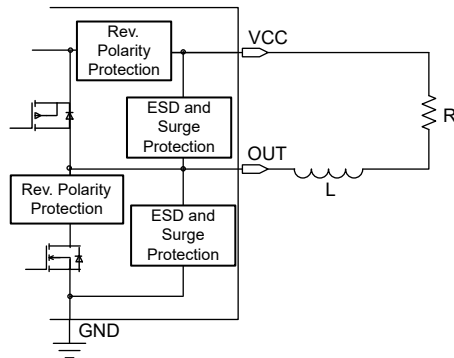 Rev.
Polarity
Protection
VCC
ESD and
Surge
Protection
R
OUT
L
Rev. Polarity
Protection
ESD and
Surge
Protection
GND